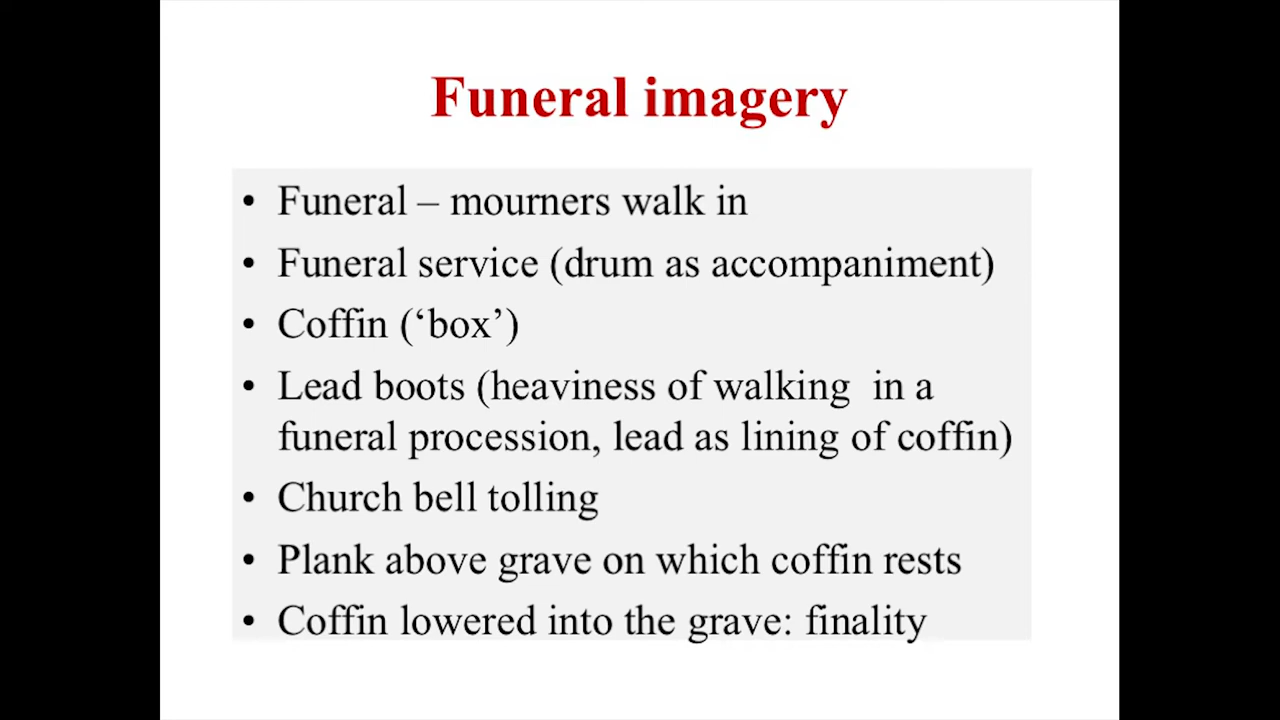 Funeral imagery
• Funeral – mourners walk in
• Funeral service (drum as accompaniment)
• Coffin (‘box’)
• Lead boots (heaviness of walking  in a
funeral procession, lead as lining of coffin)
• Church bell tolling
• Plank above grave on which coffin rests
• Coffin lowered into the grave: finality